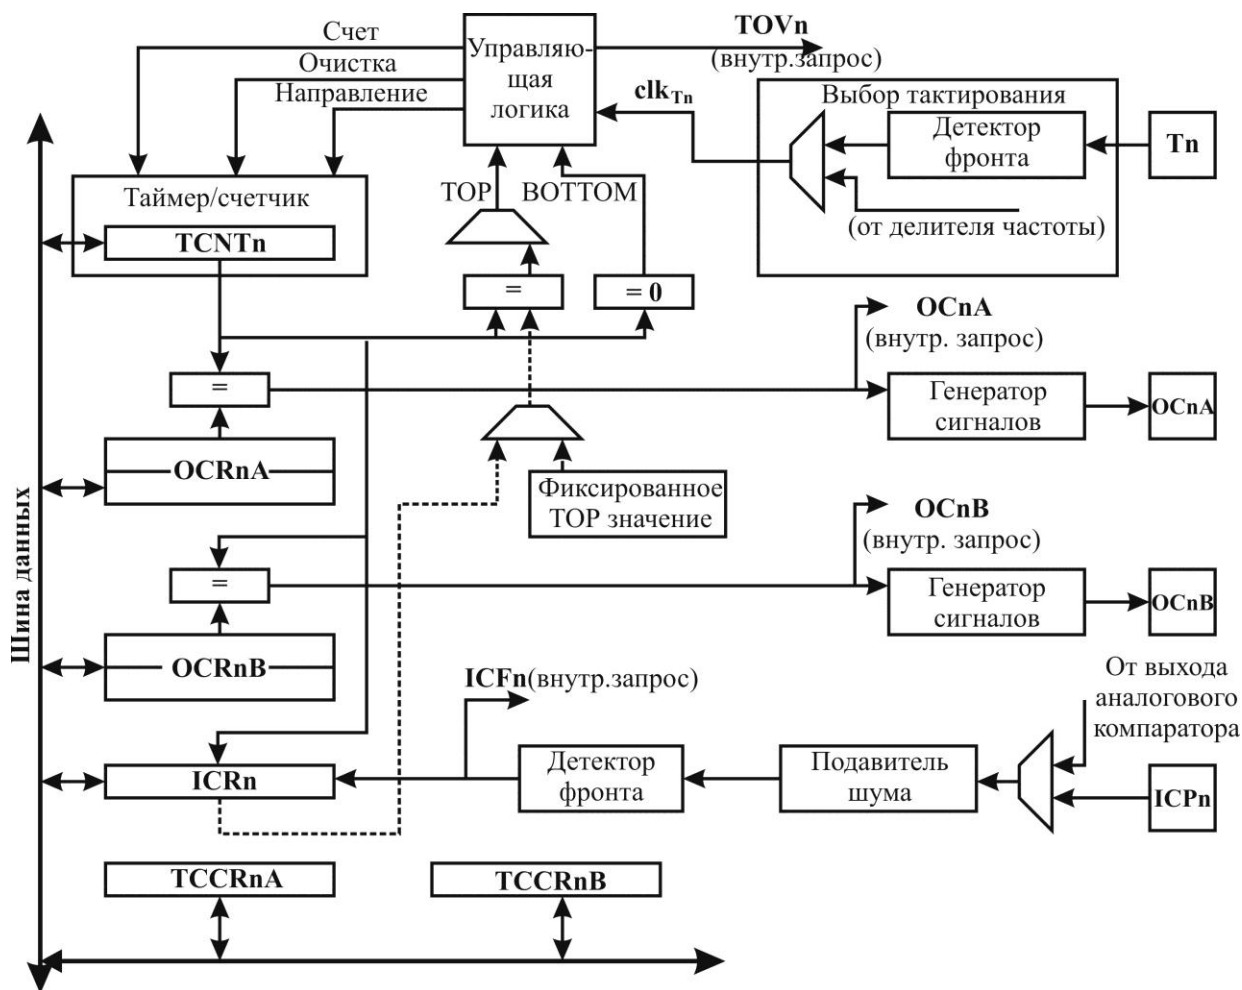 Счет
Очистка
Направление
Управляю-
щая
логика
TOVn
(внутр.запрос)
clkTn
Выбор тактирования
Детектор
фронта
Tn
(от делителя частоты)
Таймер/счетчик
TCNTn
TOP
BOTTOM
=
= 0
OCnA
(внутр. запрос)
=
Генератор
сигналов
OCnA
OCRnA
Фиксированное
TOP значение
OCnB
(внутр. запрос)
=
Генератор
сигналов
OCnB
OCRnB
Шина данных
ICFn(внутр.запрос)
От выхода
аналогового
компаратора
ICRn
Детектор
фронта
Подавитель
шума
ICPn
TCCRnA
TCCRnB